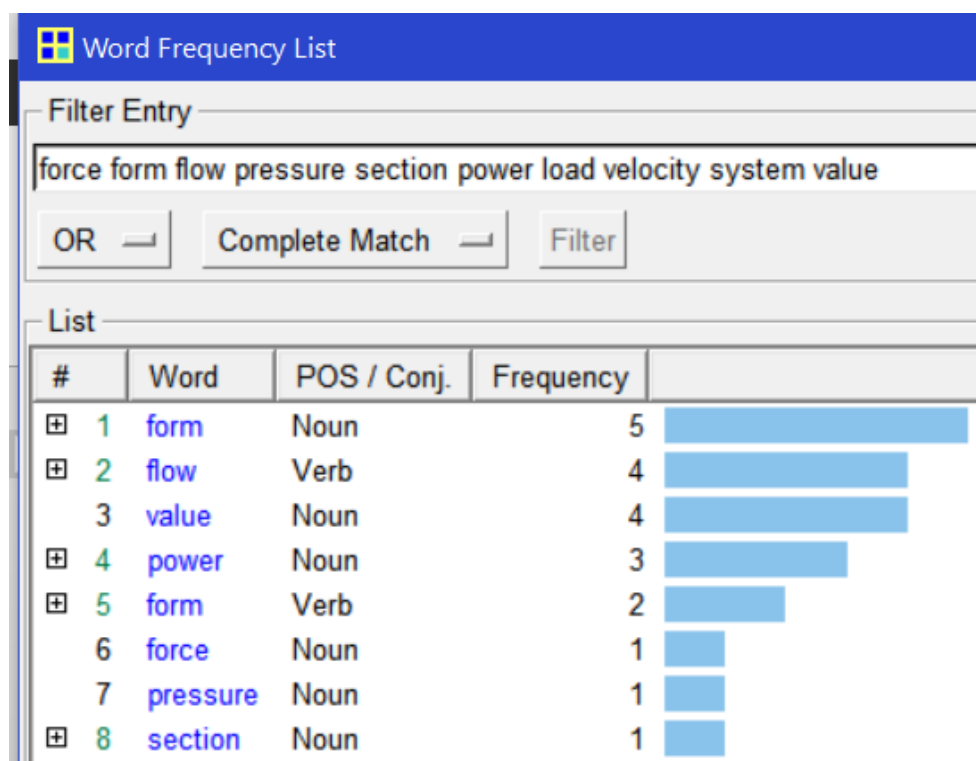 Word Frequency List
Filter Entry
force form flow pressure section power load velocity system value
OR Complete Match Filter
List
# Word POS / Conj. Frequency
1 form Noun 5
2 flow Verb 4
3 value Noun 4
4 power Noun 3
5 form Verb 2
6 force Noun 1
7 pressure Noun 1
8 section Noun 1